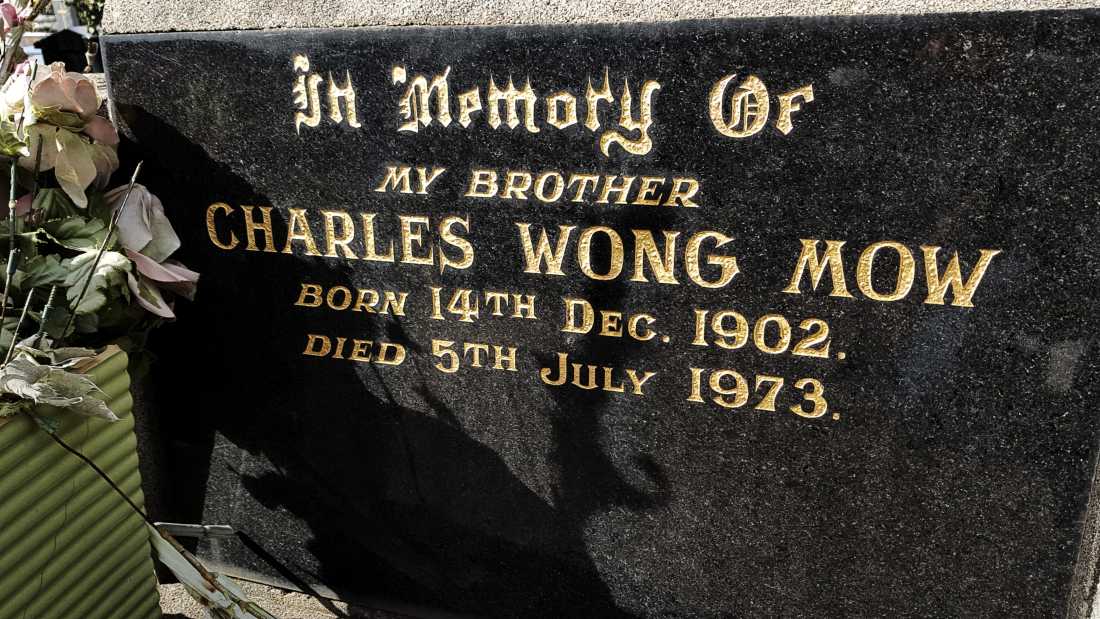 In Memory Of
MY BROTHER
CHARLES WONG MOW
BORN 14TH DEC. 1902.
DIED 5TH JULY 1973.